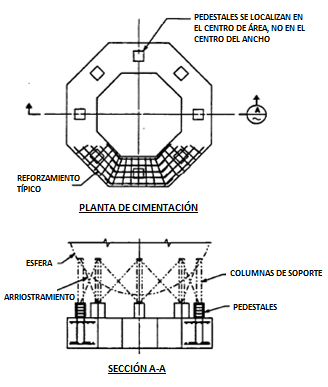 PEDESTALES SE LOCALIZAN EN
EL CENTRO DE ÁREA, NO EN EL
CENTRO DEL ANCHO
A
REFORZAMIENTO
TÍPICO
PLANTA DE CIMENTACIÓN
ESFERA
ARRIOSTRAMIENTO
COLUMNAS DE SOPORTE
PEDESTALES
SECCIÓN A-A